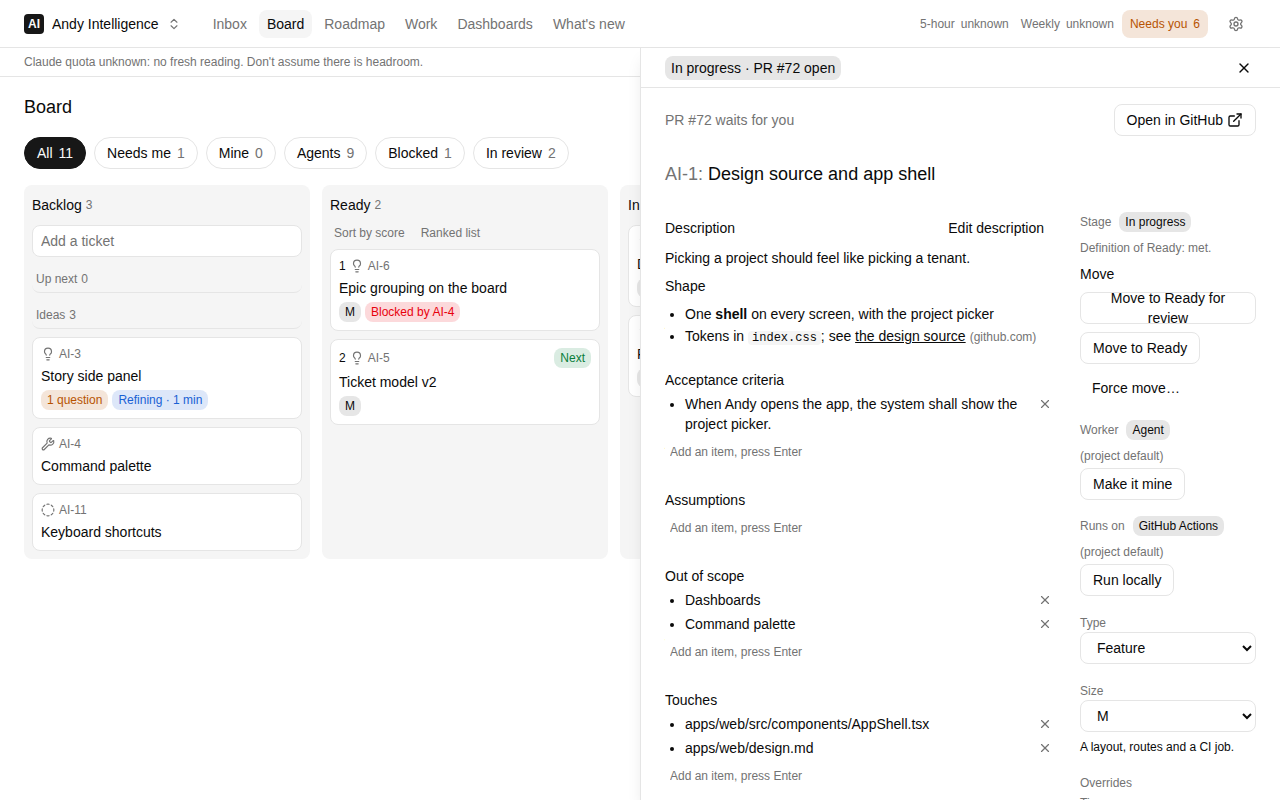 AI Andy Intelligence Inbox Board Roadmap Work Dashboards What's new 5-hour unknown Weekly unknown Needs you 6
Claude quota unknown: no fresh reading. Don't assume there is headroom.
Board
All 11 Needs me 1 Mine 0 Agents 9 Blocked 1 In review 2
Backlog 3
Add a ticket
Up next 0
Ideas 3
AI-3
Story side panel
1 question Refining · 1 min
AI-4
Command palette
AI-11
Keyboard shortcuts
Ready 2
Sort by score Ranked list
1 AI-6
Epic grouping on the board
M Blocked by AI-4
2 AI-5 Next
Ticket model v2
M
In
In progress · PR #72 open
PR #72 waits for you Open in GitHub
AI-1: Design source and app shell
Description Edit description
Picking a project should feel like picking a tenant.
Shape
• One shell on every screen, with the project picker
• Tokens in index.css; see the design source (github.com)
Acceptance criteria
• When Andy opens the app, the system shall show the
project picker.
Add an item, press Enter
Assumptions
Add an item, press Enter
Out of scope
• Dashboards
• Command palette
Add an item, press Enter
Touches
• apps/web/src/components/AppShell.tsx
• apps/web/design.md
Add an item, press Enter
Stage In progress
Definition of Ready: met.
Move
Move to Ready for
review
Move to Ready
Force move…
Worker Agent
(project default)
Make it mine
Runs on GitHub Actions
(project default)
Run locally
Type
Feature
Size
M
A layout, routes and a CI job.
Overrides